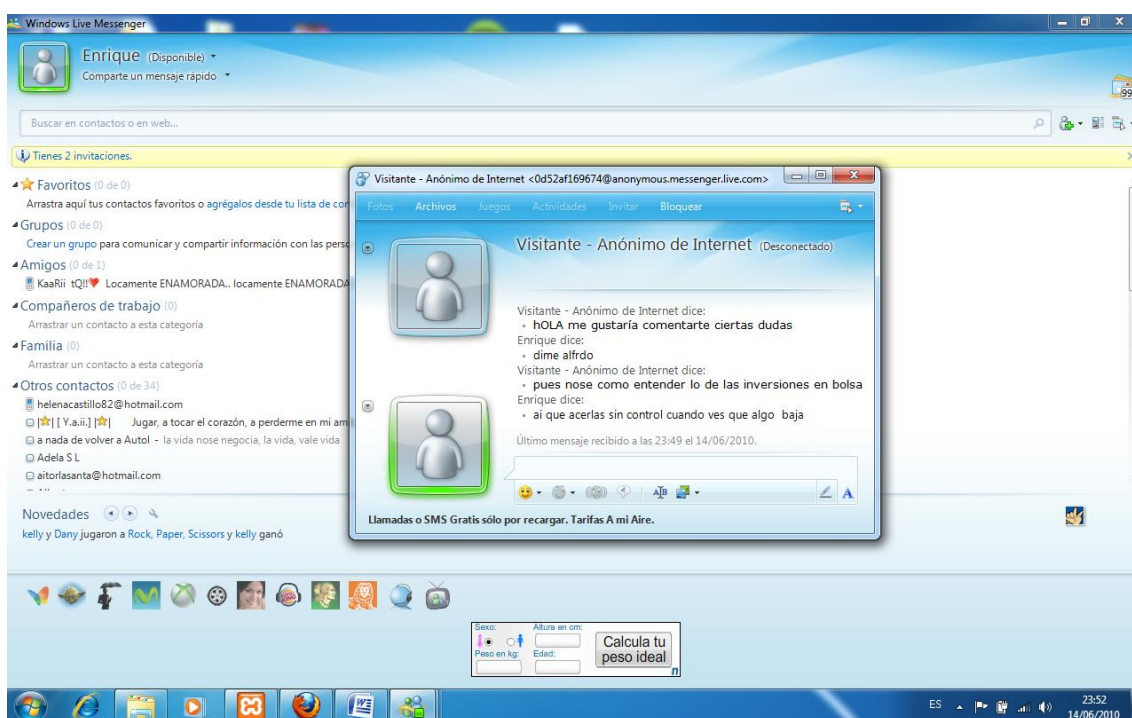 Windows Live Messenger
Enrique (Disponible)
Comparte un mensaje rápido
99
Buscar en contactos o en web...
Tienes 2 invitaciones.
Favoritos (0 de 0)
Arrastra aquí tus contactos favoritos o agrégalos desde tu lista de con
Grupos (0 de 0)
Crear un grupo para comunicar y compartir información con las perso
Amigos (0 de 1)
KaaRii tQ!! Locamente ENAMORADA.. locamente ENAMORADA
Compañeros de trabajo (0)
Arrastrar un contacto a esta categoría
Familia (0)
Arrastrar un contacto a esta categoría
Otros contactos (0 de 34)
helenacastillo82@hotmail.com
|| [ Y.a.ii.] || Jugar, a tocar el corazón, a perderme en mi am
a nada de volver a Autol - la vida nose negocia, la vida, vale vida
Adela S L
aitorlasanta@hotmail.com
Novedades
kelly y Dany jugaron a Rock, Paper, Scissors y kelly ganó
Visitante - Anónimo de Internet <0d52af169674@anonymous.messenger.live.com>
Fotos Archivos Juegos Actividades Invitar Bloquear
Visitante - Anónimo de Internet (Desconectado)
Visitante - Anónimo de Internet dice:
hOLA me gustaría comentarte ciertas dudas
Enrique dice:
dime alfrdo
Visitante - Anónimo de Internet dice:
pues nose como entender lo de las inversiones en bolsa
Enrique dice:
ai que acerlas sin control cuando ves que algo baja
Último mensaje recibido a las 23:49 el 14/06/2010.
Llamadas o SMS Gratis sólo por recargar. Tarifas A mi Aire.
Sexo: Altura en cm:
Peso en kg: Edad:
Calcula tu
peso ideal
n
ES 23:52
14/06/2010